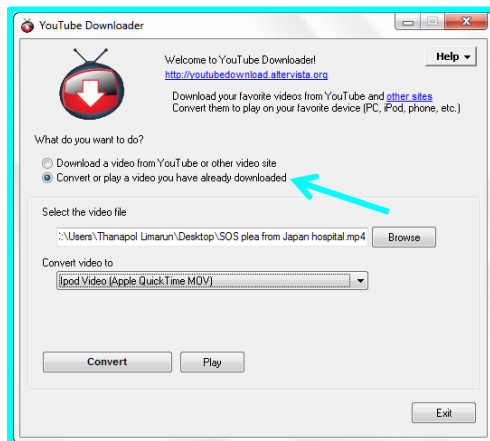 YouTube Downloader
Help
Welcome to YouTube Downloader!
http://youtubedownload.altervista.org
Download your favorite videos from YouTube and other sites
Convert them to play on your favorite device (PC, iPod, phone, etc.)
What do you want to do?
Download a video from YouTube or other video site
Convert or play a video you have already downloaded
Select the video file
:\Users\Thanapol Limarun\Desktop\SOS plea from Japan hospital.mp4 Browse
Convert video to
Ipod Video (Apple QuickTime MOV)
Convert Play
Exit